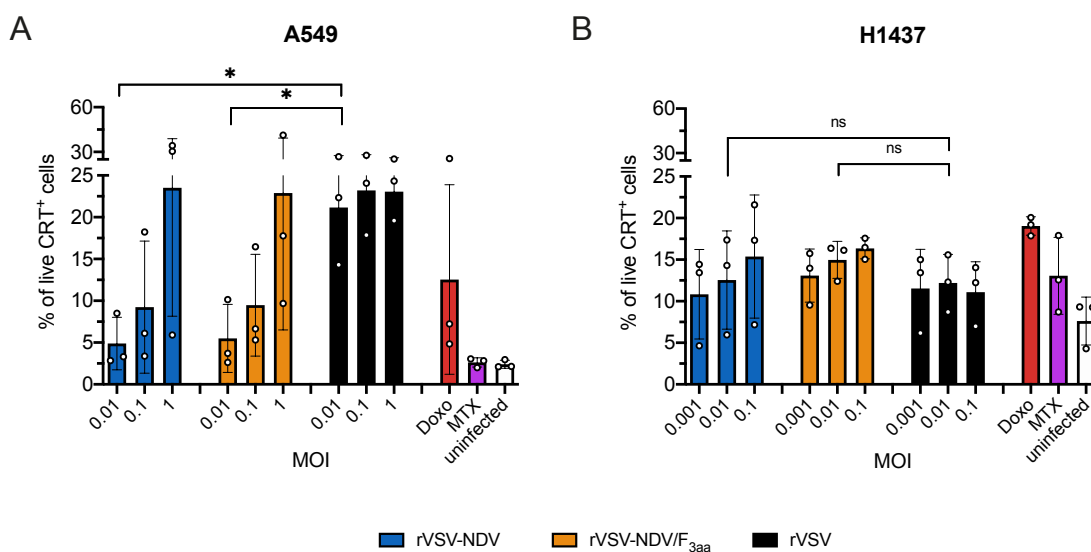 A
A549
% of live CRT+ cells
60
30
25
20
15
10
5
0
*
*
0.01
0.1
1
0.01
0.1
1
0.01
0.1
1
Doxo
MTX
uninfected
MOI
B
H1437
% of live CRT+ cells
60
30
25
20
15
10
5
0
ns
ns
0.001
0.01
0.1
0.001
0.01
0.1
0.001
0.01
0.1
Doxo
MTX
uninfected
MOI
rVSV-NDV
rVSV-NDV/F3aa
rVSV